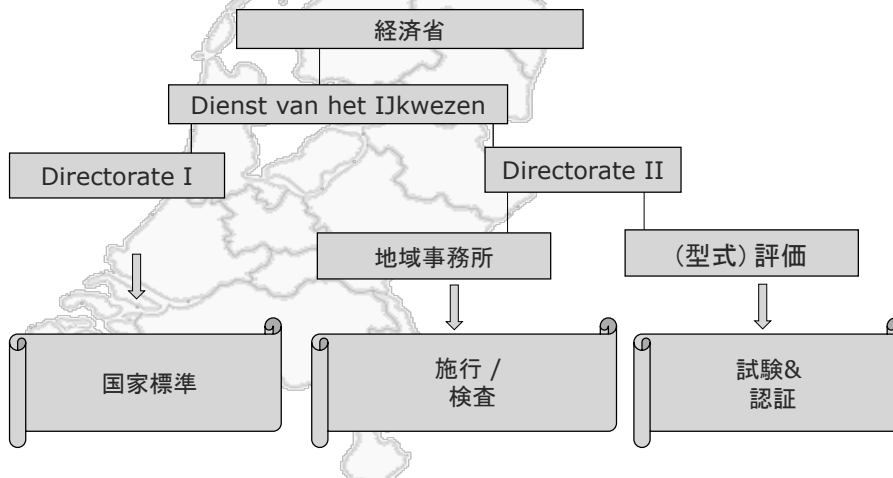 経済省
Dienst van het IJkwezen
Directorate I
Directorate II
地域事務所
（型式）評価
国家標準
施行 /
検査
試験&
認証